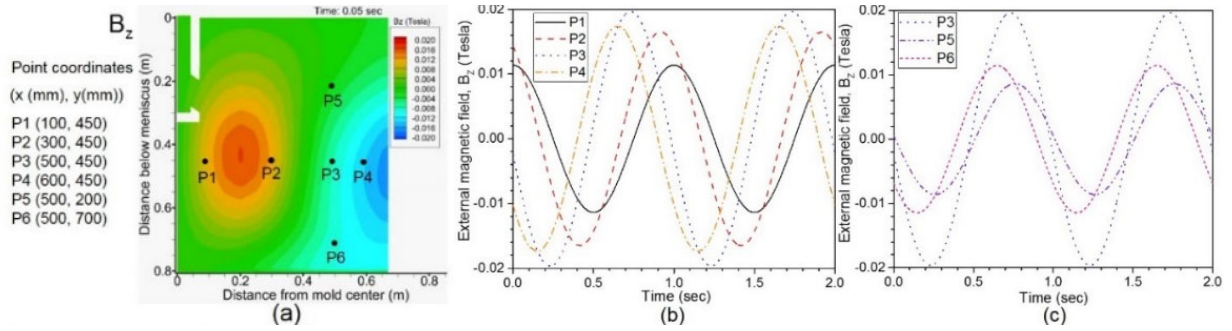 B_z
Point coordinates
(x (mm), y(mm))
P1 (100, 450)
P2 (300, 450)
P3 (500, 450)
P4 (600, 450)
P5 (500, 200)
P6 (500, 700)
Time: 0.05 sec
Bz (Tesla)
0.020
0.016
0.012
0.008
0.004
0.000
-0.004
-0.008
-0.012
-0.016
-0.020
Distance below meniscus (m)
0
0.2
0.4
0.6
0.8
P1
P2
P3
P4
P5
P6
0
0.2
0.4
0.6
0.8
Distance from mold center (m)
(a)
External magnetic field, B_z (Tesla)
0.02
0.01
0.00
-0.01
-0.02
P1
P2
P3
P4
0.0
0.5
1.0
1.5
2.0
Time (sec)
(b)
External magnetic field, B_z (Tesla)
0.02
0.01
0.00
-0.01
-0.02
P3
P5
P6
0.0
0.5
1.0
1.5
2.0
Time (sec)
(c)